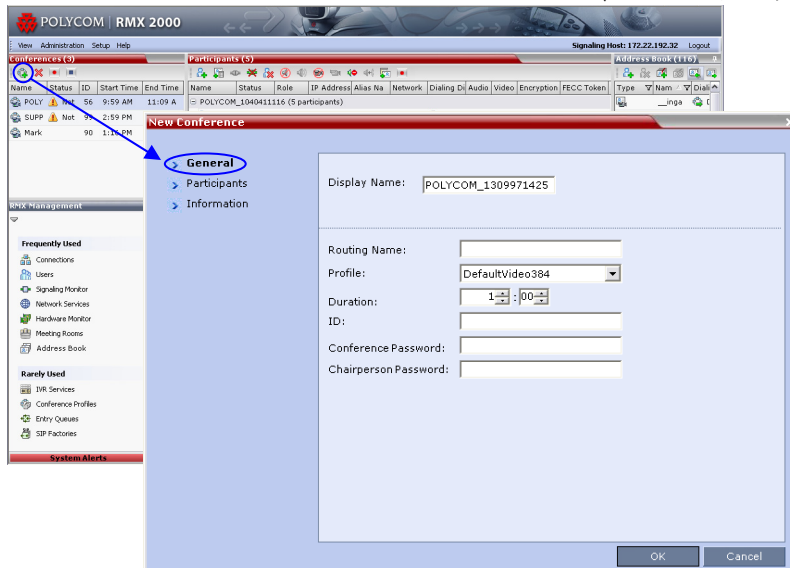 POLYCOM | RMX 2000
View Administration Setup Help
Signaling Host: 172.22.192.32 Logout
Conferences (3)
Participants (5)
Address Book (116)
Name Status ID Start Time End Time
Name Status Role IP Address Alias Na Network Dialing Di Audio Video Encryption FECC Token
Type Nam Diali
POLY Not 56 9:59 AM 11:09 A
POLYCOM_1040411116 (5 participants)
__inga
SUPP Not 99 2:59 PM
Mark 90 1:16 PM
New Conference
General
Participants
Information
Display Name: POLYCOM_1309971425
Routing Name:
Profile: DefaultVideo384
Duration: 1 : 00
ID:
Conference Password:
Chairperson Password:
OK Cancel
RMX Management
Frequently Used
Connections
Users
Signaling Monitor
Network Services
Hardware Monitor
Meeting Rooms
Address Book
Rarely Used
IVR Services
Conference Profiles
Entry Queues
SIP Factories
System Alerts